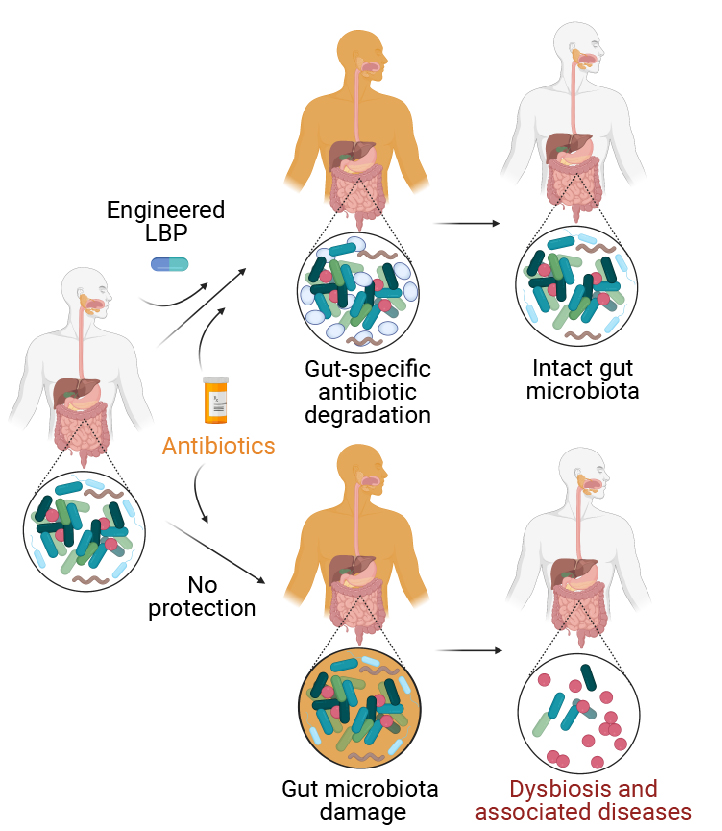 Engineered
LBP
Gut-specific
antibiotic
degradation
Intact gut
microbiota
Antibiotics
No
protection
Gut microbiota
damage
Dysbiosis and
associated diseases